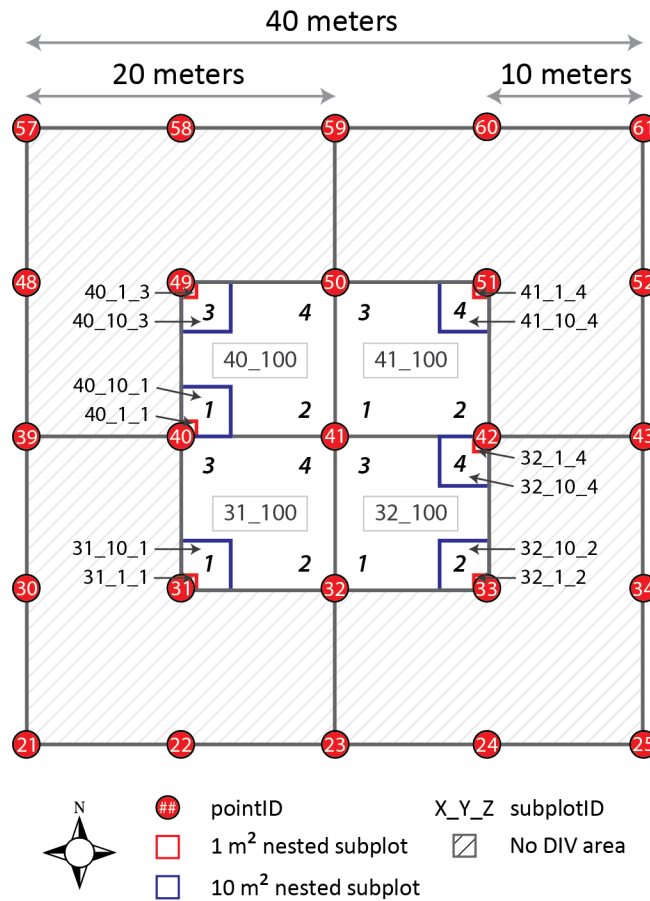 40 meters
20 meters 10 meters
57 58 59 60 61
48 49 50 51 52
40_1_3 41_1_4
40_10_3 3 4 3 4 41_10_4
40_100 41_100
40_10_1
40_1_1 1 2 1 2
39 40 41 42 43
3 4 3 4 32_1_4
32_10_4
31_100 32_100
31_10_1 1 2 1 2 32_10_2
31_1_1 32_1_2
30 31 32 33 34
21 22 23 24 25
N ## pointID X_Y_Z subplotID
1 m² nested subplot No DIV area
10 m² nested subplot